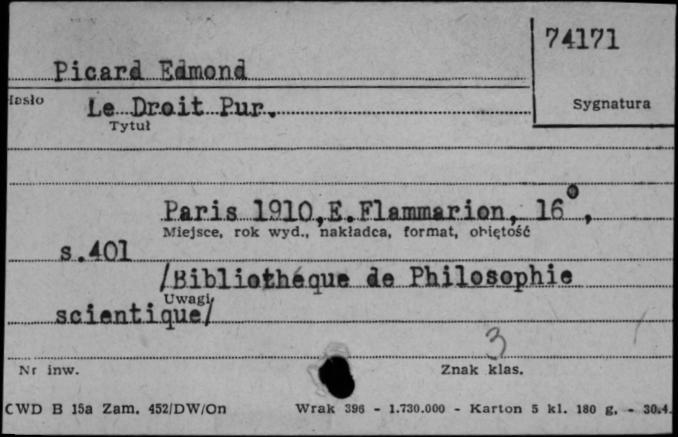 74171
Picard Edmond
Hasło
Le Droit Pur.
Sygnatura
Tytuł
Paris 1910, E. Flammarion, 16°,
Miejsce, rok wyd., nakładca, format, objętość
s.401
/Bibliothéque de Philosophie
Uwagi
scientique/
3
Nr inw.
Znak klas.
CWD B 15a Zam. 452/DW/On Wrak 396 - 1.730.000 - Karton 5 kl. 180 g. - 30.4.